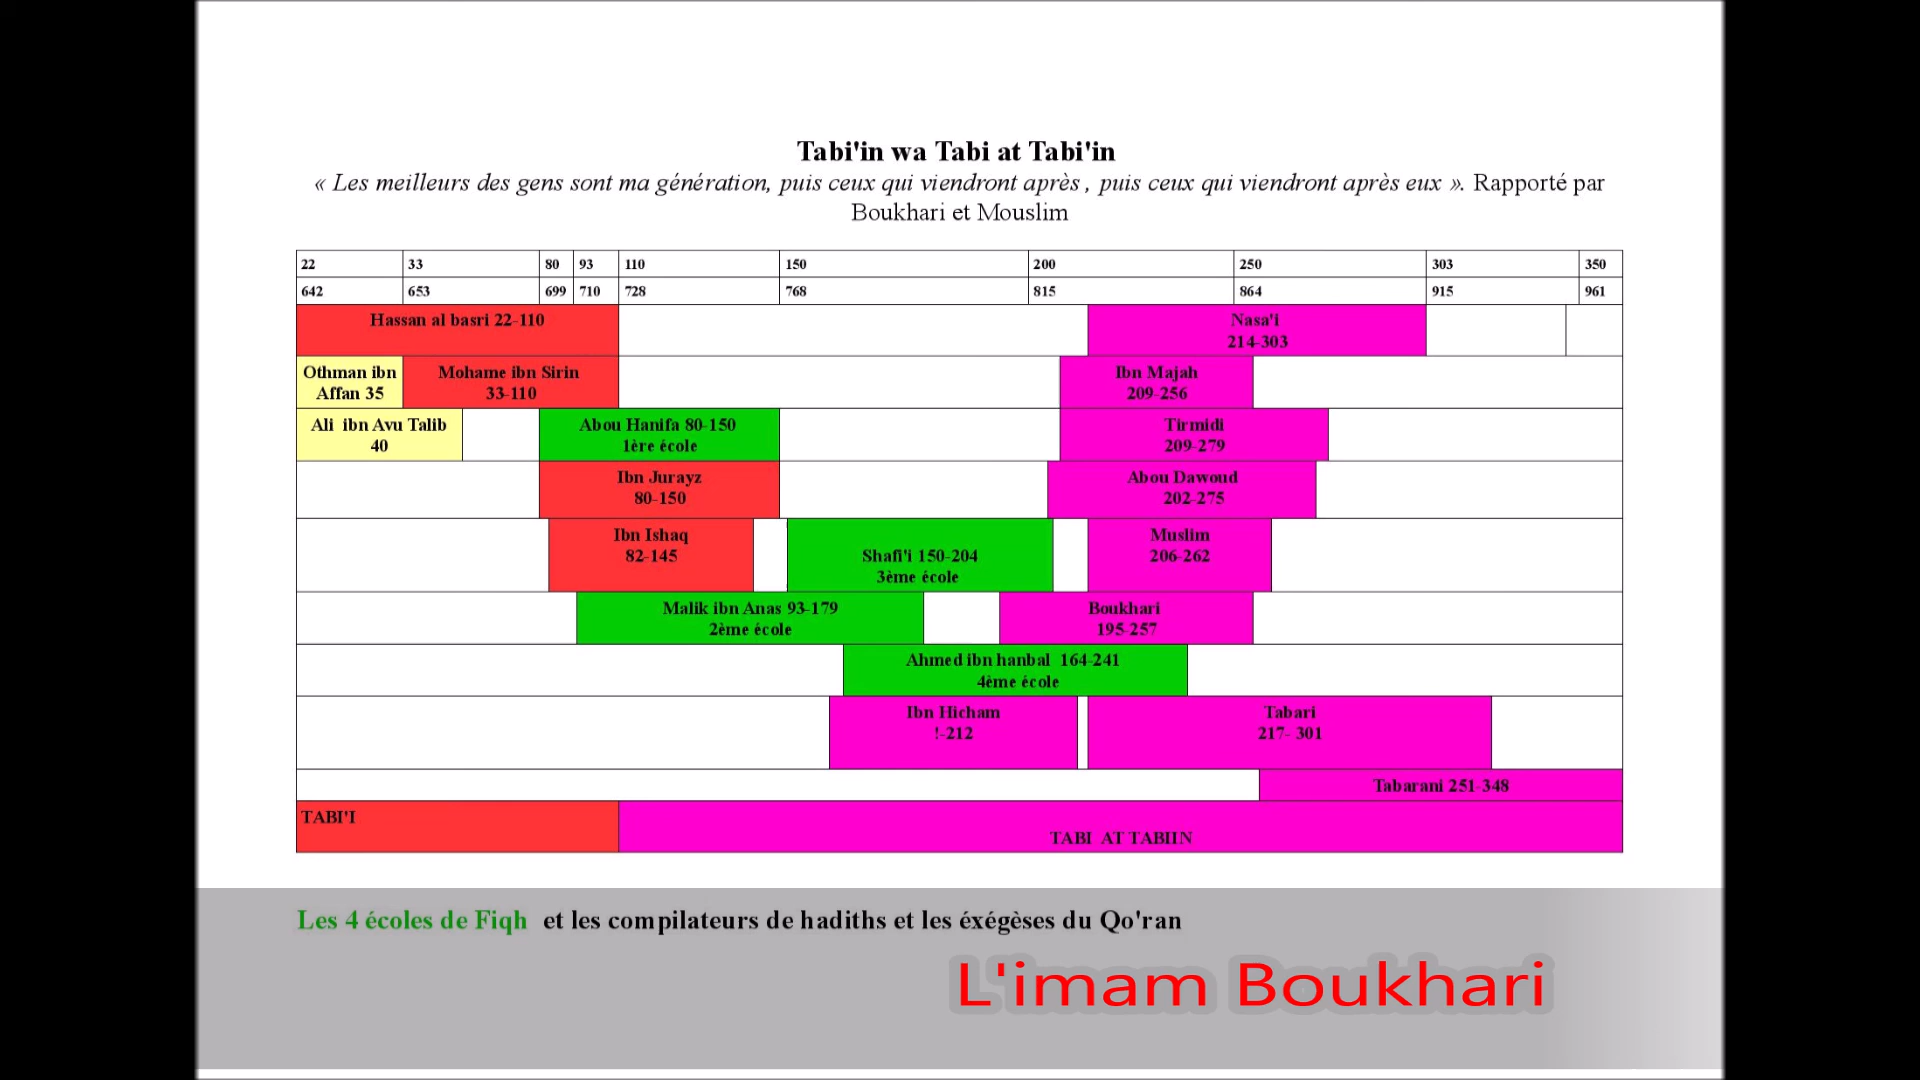 Tabi'in wa Tabi at Tabi'in
« Les meilleurs des gens sont ma génération, puis ceux qui viendront après , puis ceux qui viendront après eux ». Rapporté par
Boukhari et Mouslim
22 33 80 93 110 150 200 250 303 350
642 653 699 710 728 768 815 864 915 961
Hassan al basri 22-110
Nasa'i
214-303
Othman ibn
Affan 35
Mohame ibn Sirin
33-110
Ibn Majah
209-256
Ali ibn Avu Talib
40
Abou Hanifa 80-150
1ère école
Tirmidi
209-279
Ibn Jurayz
80-150
Abou Dawoud
202-275
Ibn Ishaq
82-145
Shafi'i 150-204
3ème école
Muslim
206-262
Malik ibn Anas 93-179
2ème école
Boukhari
195-257
Ahmed ibn hanbal 164-241
4ème école
Ibn Hicham
!-212
Tabari
217- 301
Tabarani 251-348
TABI'I
TABI AT TABIIN
Les 4 écoles de Fiqh et les compilateurs de hadiths et les éxégèses du Qo'ran
L'imam Boukhari